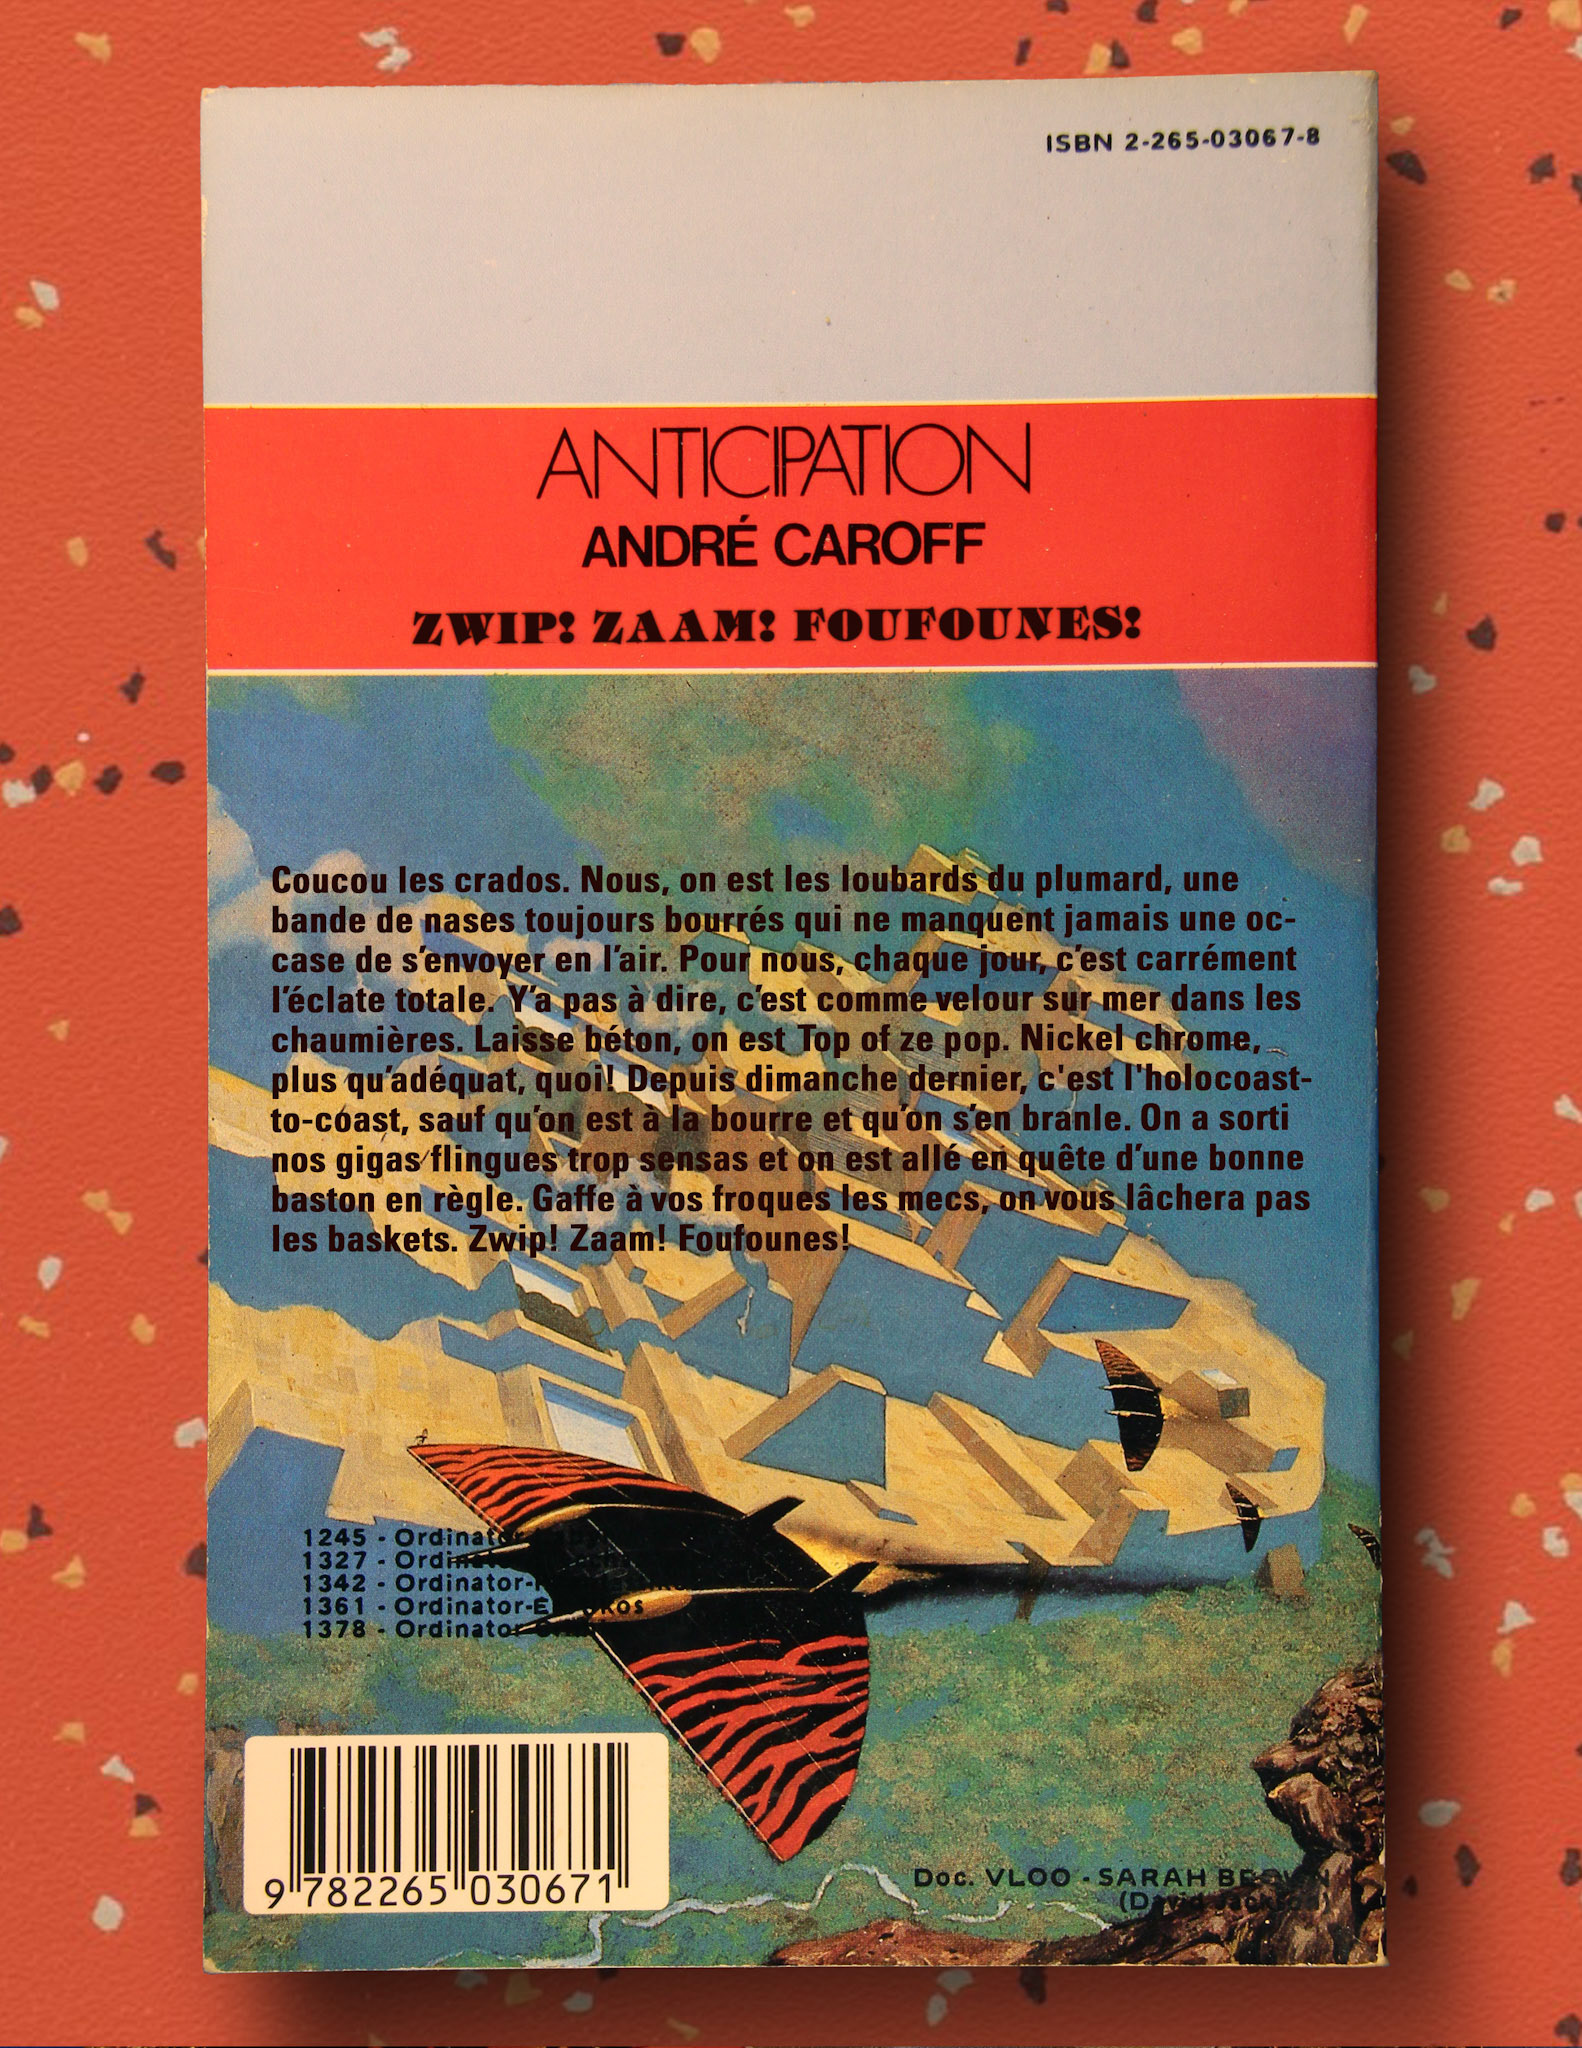 ISBN 2-265-03067-8
ANTICIPATION
ANDRÉ CAROFF
ZWIP! ZAAM! FOUFOUNES!
Coucou les crados. Nous, on est les loubards du plumard, une
bande de nases toujours bourrés qui ne manquent jamais une oc-
case de s'envoyer en l'air. Pour nous, chaque jour, c'est carrément
l'éclate totale. Y'a pas à dire, c'est comme velour sur mer dans les
chaumières. Laisse béton, on est Top of ze pop. Nickel chrome,
plus qu'adéquat, quoi! Depuis dimanche dernier, c'est l'holocoast-
to-coast, sauf qu'on est à la bourre et qu'on s'en branle. On a sorti
nos gigas flingues trop sensas et on est allé en quête d'une bonne
baston en règle. Gaffe à vos froques les mecs, on vous lâchera pas
les baskets. Zwip! Zaam! Foufounes!
1245 - Ordinator-
1327 - Ordinator-
1342 - Ordinator-
1361 - Ordinator-
1378 - Ordinator-
9 782265 030671
Doc. VLOO - SARAH BROWN
(David Jackson)